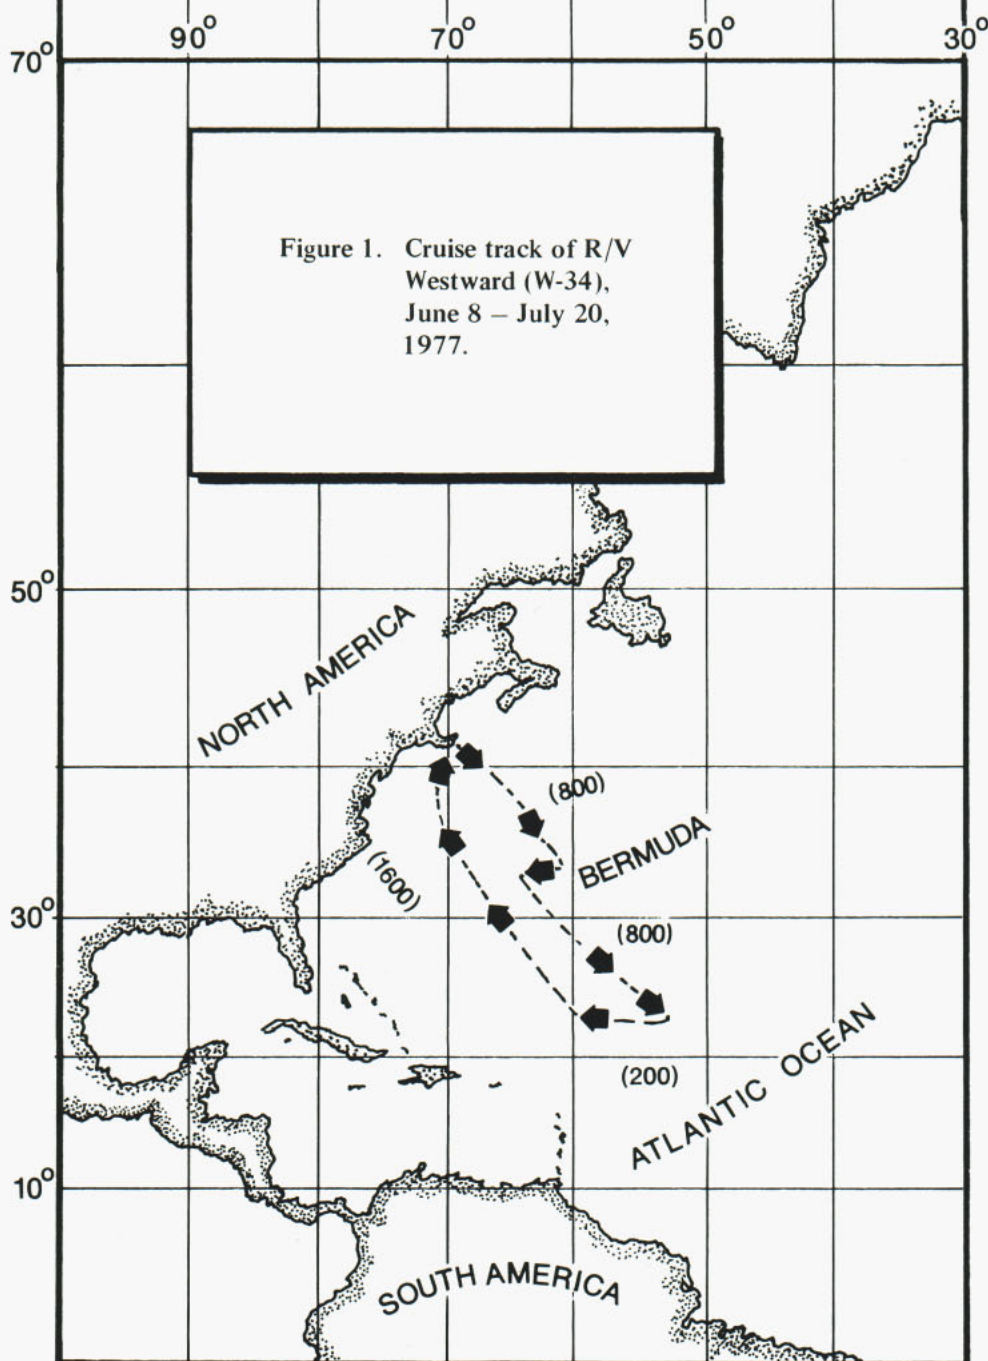 90° 70° 50° 30°
70°
Figure 1. Cruise track of R/V
Westward (W-34),
June 8 – July 20,
1977.
50°
NORTH AMERICA
(800)
BERMUDA
(1600)
30°
(800)
(200)
ATLANTIC OCEAN
10°
SOUTH AMERICA